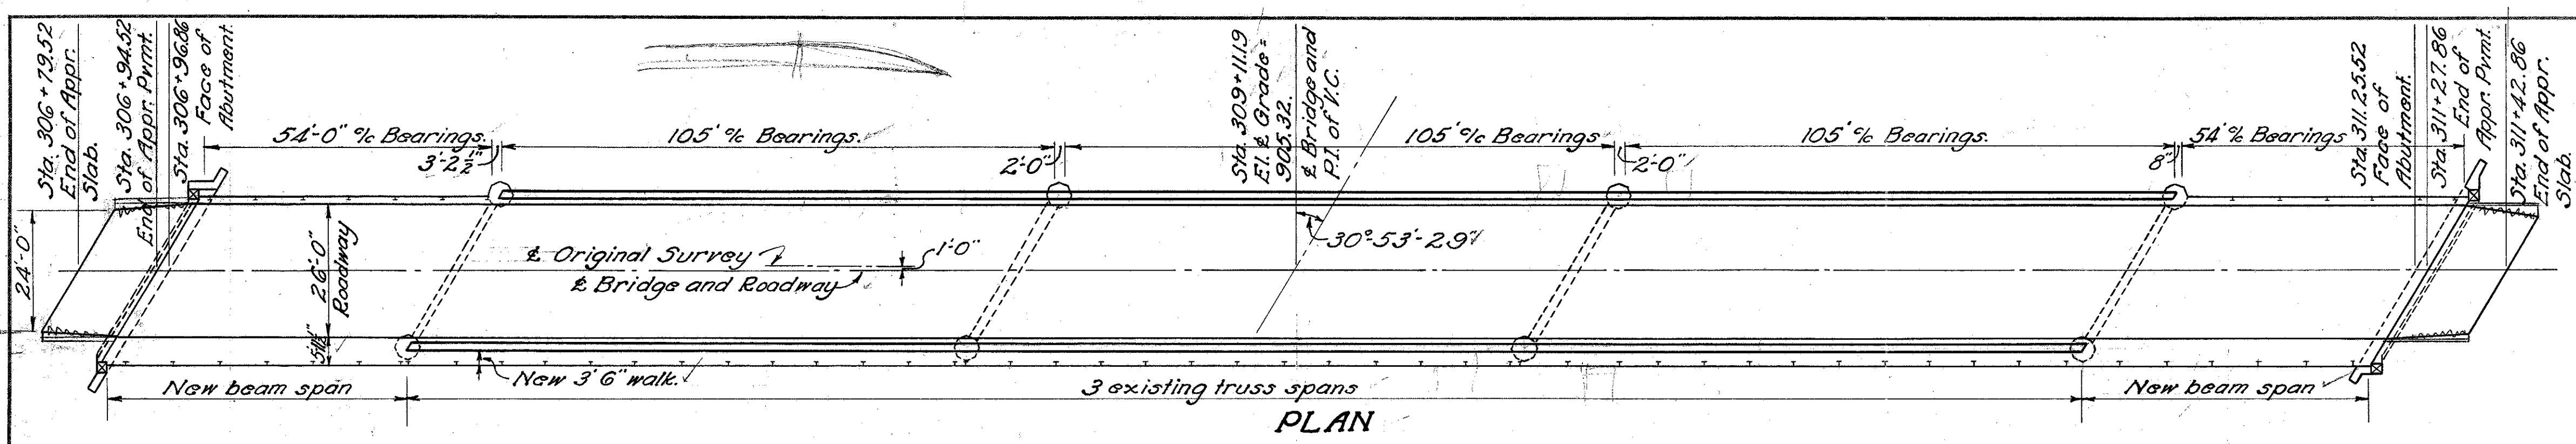 Sta. 306+79.52
End of Appr.
Slab.
Sta. 306+94.52
End of Appr. Pvmt.
Sta. 306+96.86
Face of
Abutment.
54'-0" c/c Bearings.
3'-2½"
105' c/c Bearings.
2'-0"
Sta. 309+11.19
El. ℄ Grade =
905.32.
℄ Bridge and
P.I. of V.C.
105' c/c Bearings.
2'-0"
105' c/c Bearings.
8"
54' c/c Bearings
Sta. 311.25.52
Face of
Abutment.
Sta. 311+27.86
End of
Appr. Pvmt.
Sta. 311+42.86
End of Appr.
Slab.
24'-0"
26'-0"
Roadway
℄ Original Survey
1'-0"
℄ Bridge and Roadway
30°-53'-29"
New beam span
New 3'6" walk.
3 existing truss spans
New beam span
PLAN